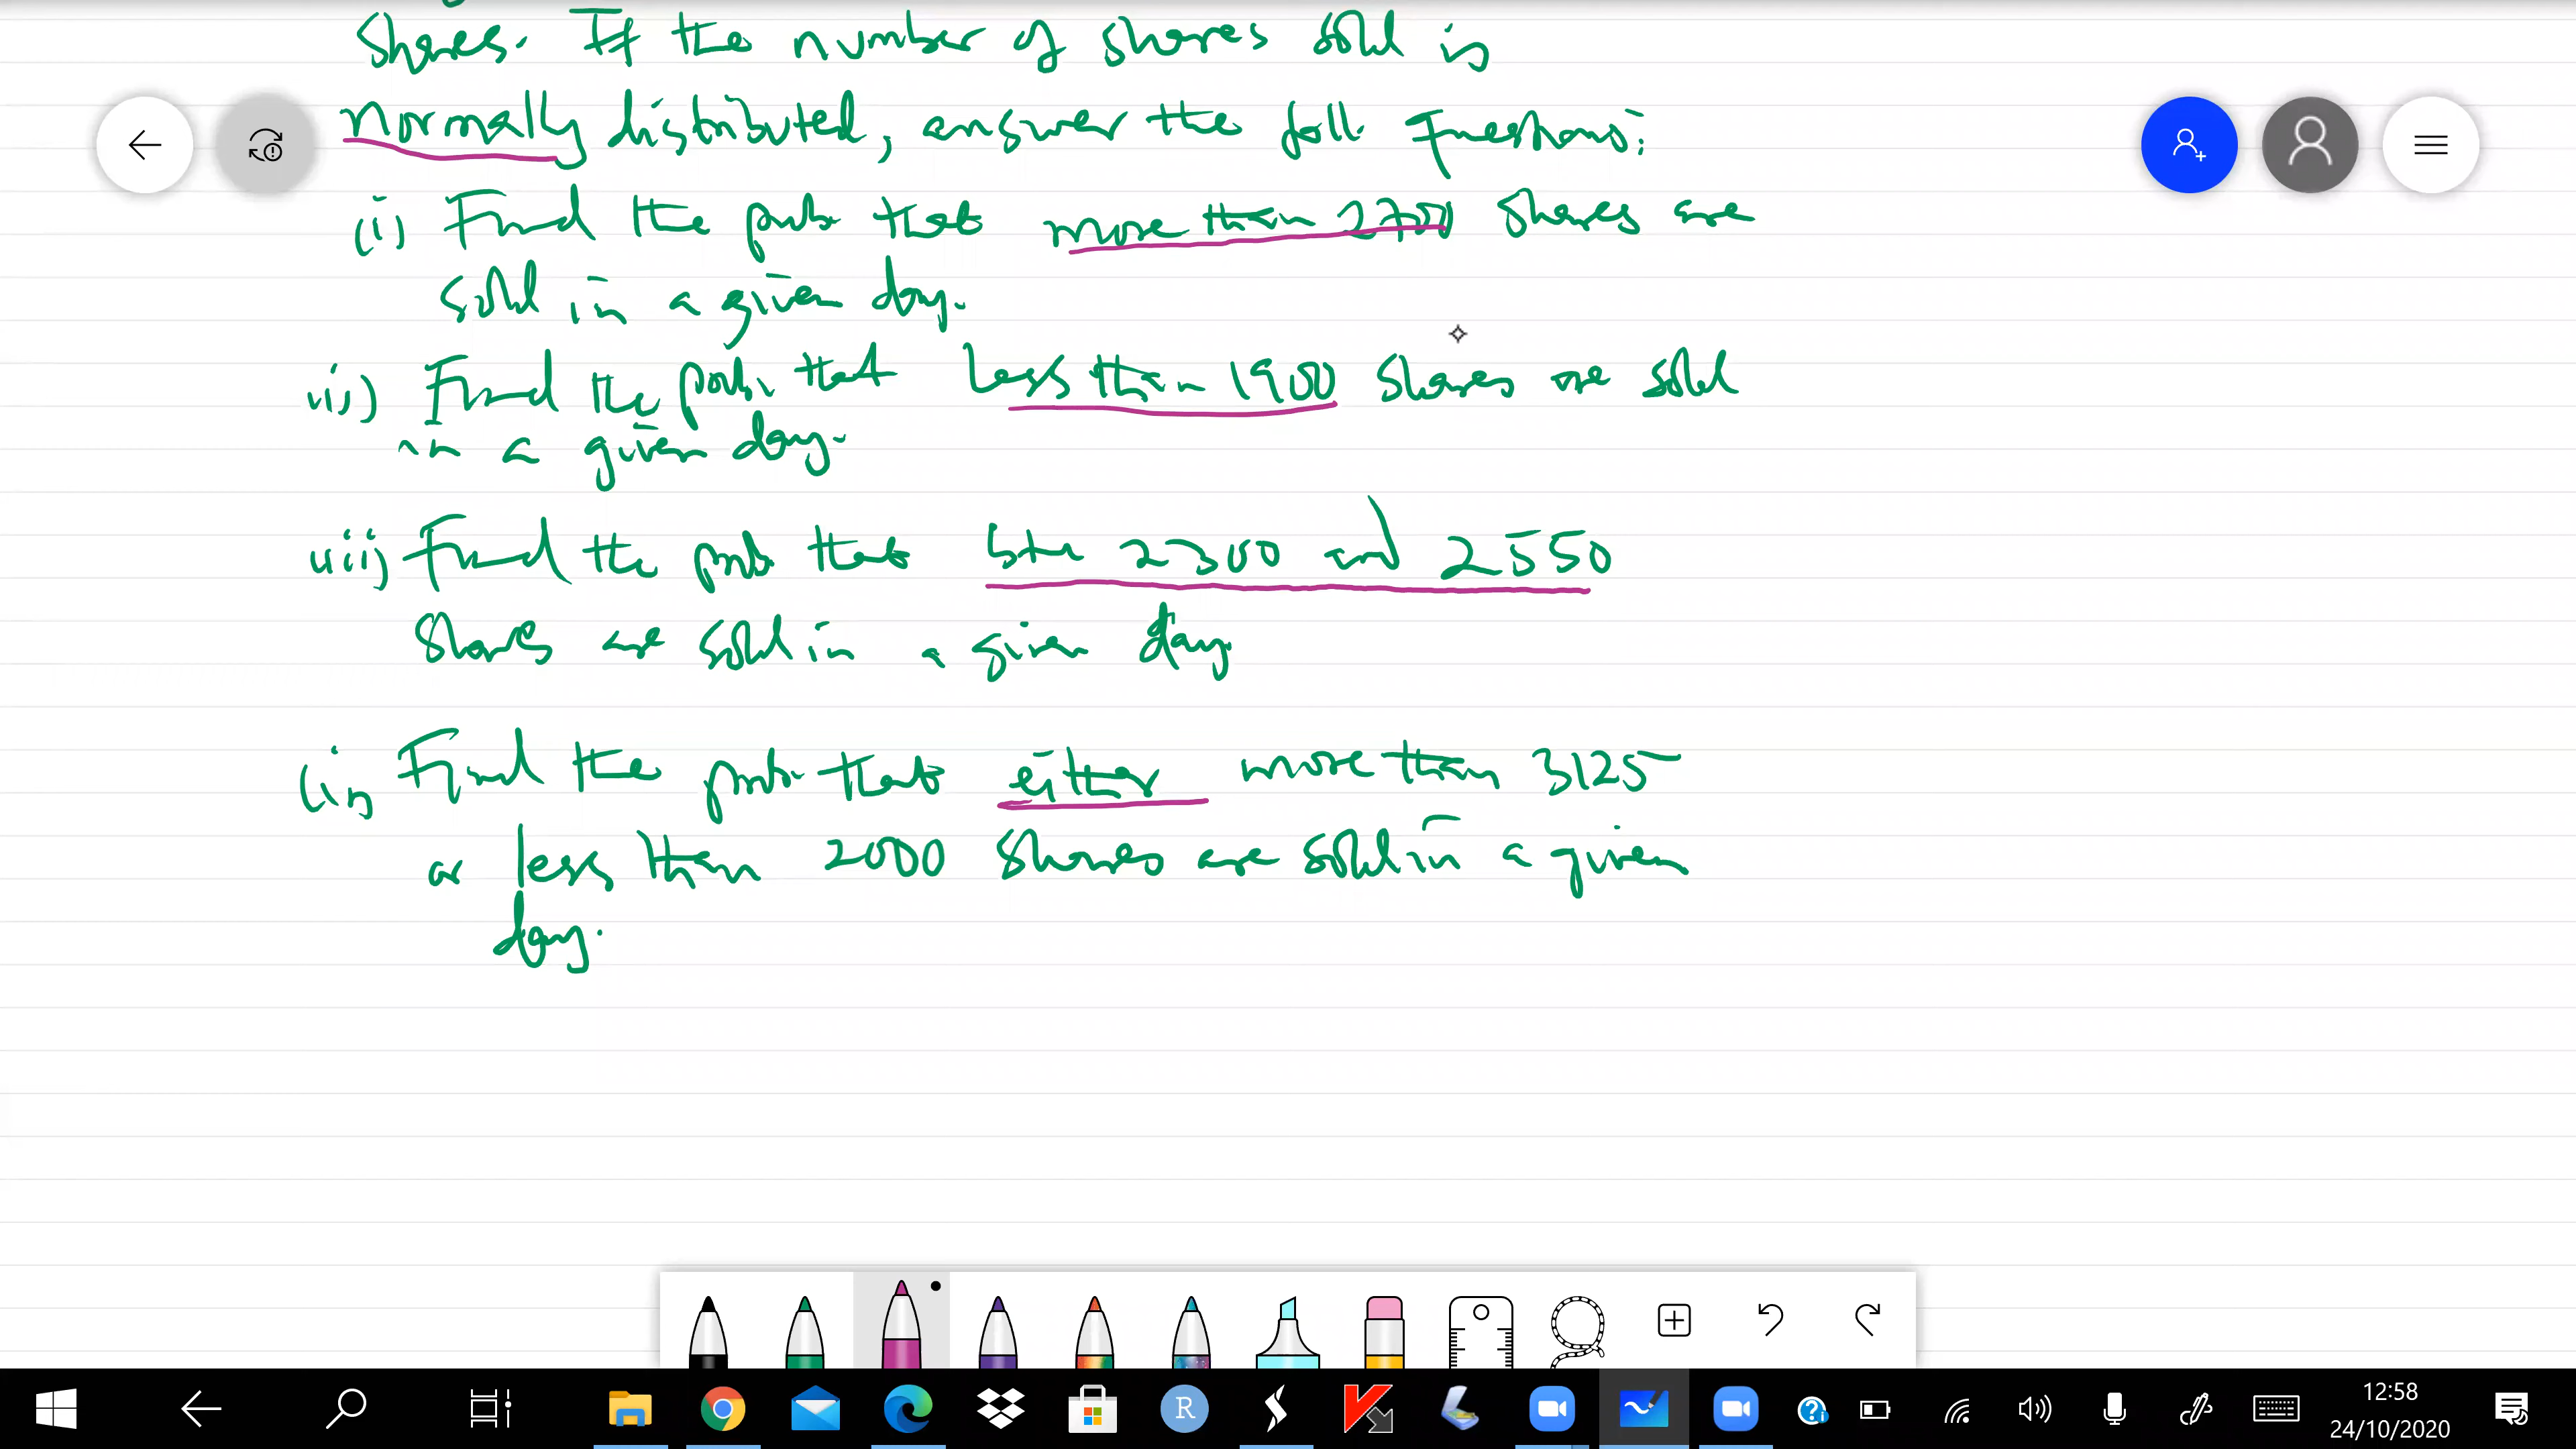 Shares. If the number of shares sold is
normally distributed, answer the foll. questions:
(i) Find the prob. that more than 2700 shares are
sold in a given day.
ii) Find the prob. that less than 1900 shares are sold
in a given day.
iii) Find the prob that btn 2300 and 2550
Shares are sold in a given day
(iv Find the prob. that either more than 3125
or less than 2000 shares are sold in a given
day.
R
12:58
24/10/2020